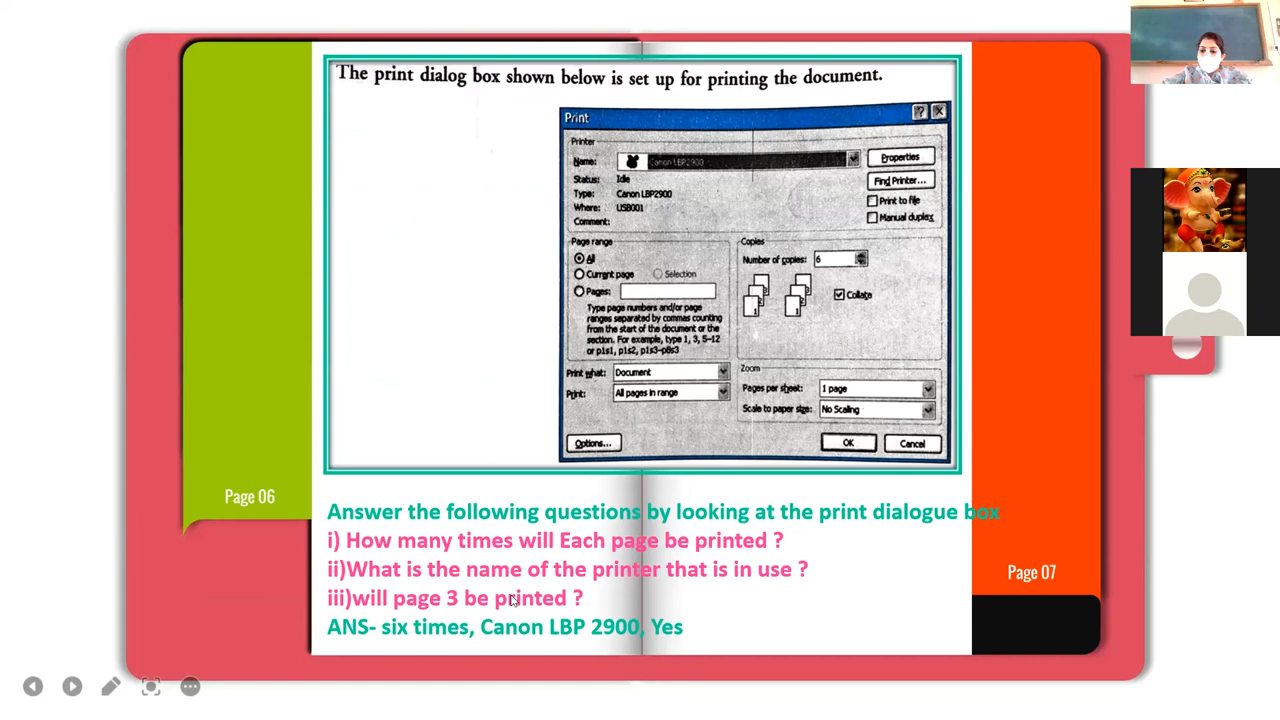 The print dialog box shown below is set up for printing the document.
Print
Printer
Name: Canon LBP2900
Properties
Status: Idle
Find Printer...
Type: Canon LBP2900
Print to file
Where: USB001
Manual duplex
Comment:
Page range
All
Current page Selection
Pages:
Type page numbers and/or page
ranges separated by commas counting
from the start of the document or the
section. For example, type 1, 3, 5-12
or p1s1, p1s2, p1s3-p8s3
Copies
Number of copies: 6
Collate
Print what: Document
Print: All pages in range
Zoom
Pages per sheet: 1 page
Scale to paper size: No Scaling
Options...
OK
Cancel
Page 06
Answer the following questions by looking at the print dialogue box
i) How many times will Each page be printed ?
ii)What is the name of the printer that is in use ?
iii)will page 3 be printed ?
ANS- six times, Canon LBP 2900, Yes
Page 07